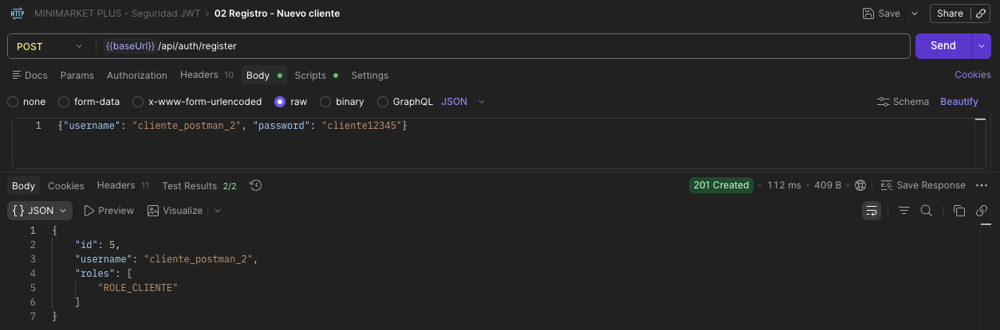 HTTP MINIMARKET PLUS - Seguridad JWT > 02 Registro - Nuevo cliente Save Share
POST {{baseUrl}} /api/auth/register Send
Docs Params Authorization Headers 10 Body Scripts Settings Cookies
none form-data x-www-form-urlencoded raw binary GraphQL JSON Schema Beautify
1 {"username": "cliente_postman_2", "password": "cliente12345"}
Body Cookies Headers 11 Test Results 2/2 201 Created • 112 ms • 409 B e.g. Save Response
{} JSON Preview Visualize
1 {
2 "id": 5,
3 "username": "cliente_postman_2",
4 "roles": [
5 "ROLE_CLIENTE"
6 ]
7 }